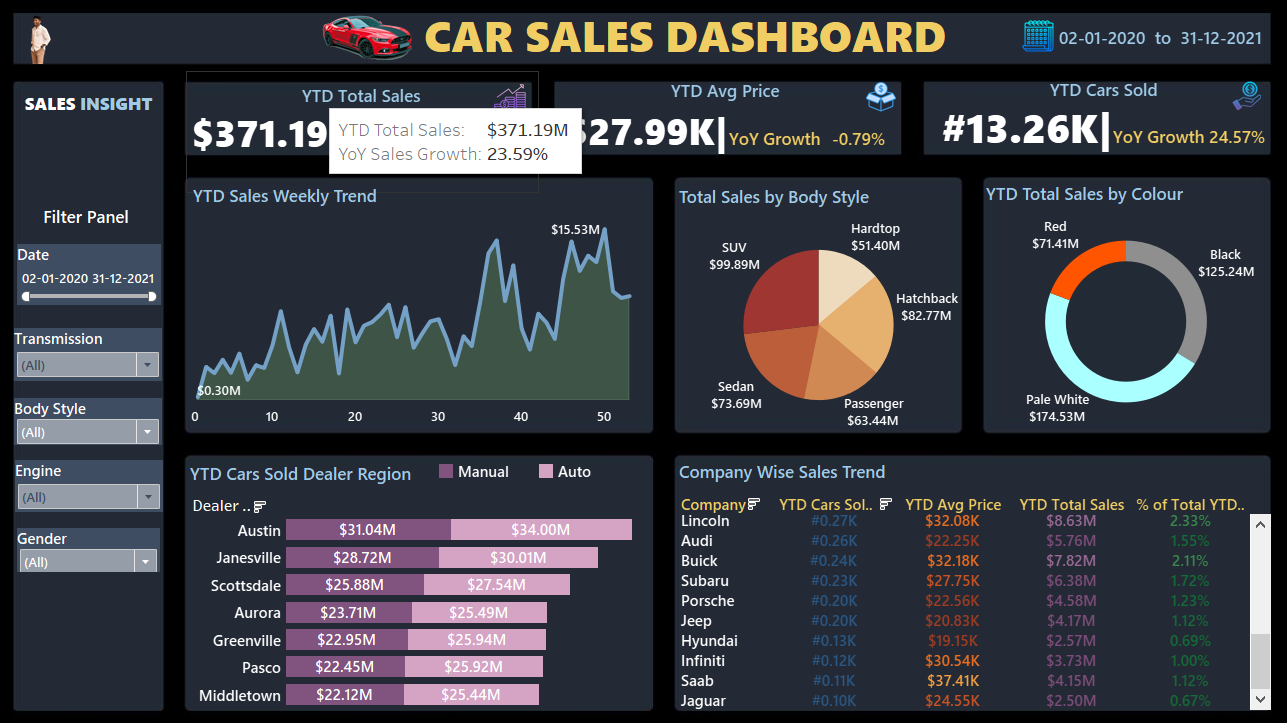 CAR SALES DASHBOARD
02-01-2020 to 31-12-2021
SALES INSIGHT
Filter Panel
Date
02-01-2020 31-12-2021
Transmission
(All)
Body Style
(All)
Engine
(All)
Gender
(All)
YTD Total Sales
$371.19
YTD Total Sales: $371.19M
YoY Sales Growth: 23.59%
YTD Avg Price
$27.99K| YoY Growth -0.79%
YTD Cars Sold
#13.26K| YoY Growth 24.57%
YTD Sales Weekly Trend
$15.53M
$0.30M
0 10 20 30 40 50
Total Sales by Body Style
Hardtop
$51.40M
SUV
$99.89M
Hatchback
$82.77M
Sedan
$73.69M
Passenger
$63.44M
YTD Total Sales by Colour
Red
$71.41M
Black
$125.24M
Pale White
$174.53M
YTD Cars Sold Dealer Region
Manual Auto
Dealer ..
Austin $31.04M $34.00M
Janesville $28.72M $30.01M
Scottsdale $25.88M $27.54M
Aurora $23.71M $25.49M
Greenville $22.95M $25.94M
Pasco $22.45M $25.92M
Middletown $22.12M $25.44M
Company Wise Sales Trend
Company YTD Cars Sol.. YTD Avg Price YTD Total Sales % of Total YTD..
Lincoln #0.27K $32.08K $8.63M 2.33%
Audi #0.26K $22.25K $5.76M 1.55%
Buick #0.24K $32.18K $7.82M 2.11%
Subaru #0.23K $27.75K $6.38M 1.72%
Porsche #0.20K $22.56K $4.58M 1.23%
Jeep #0.20K $20.83K $4.17M 1.12%
Hyundai #0.13K $19.15K $2.57M 0.69%
Infiniti #0.12K $30.54K $3.73M 1.00%
Saab #0.11K $37.41K $4.15M 1.12%
Jaguar #0.10K $24.55K $2.50M 0.67%